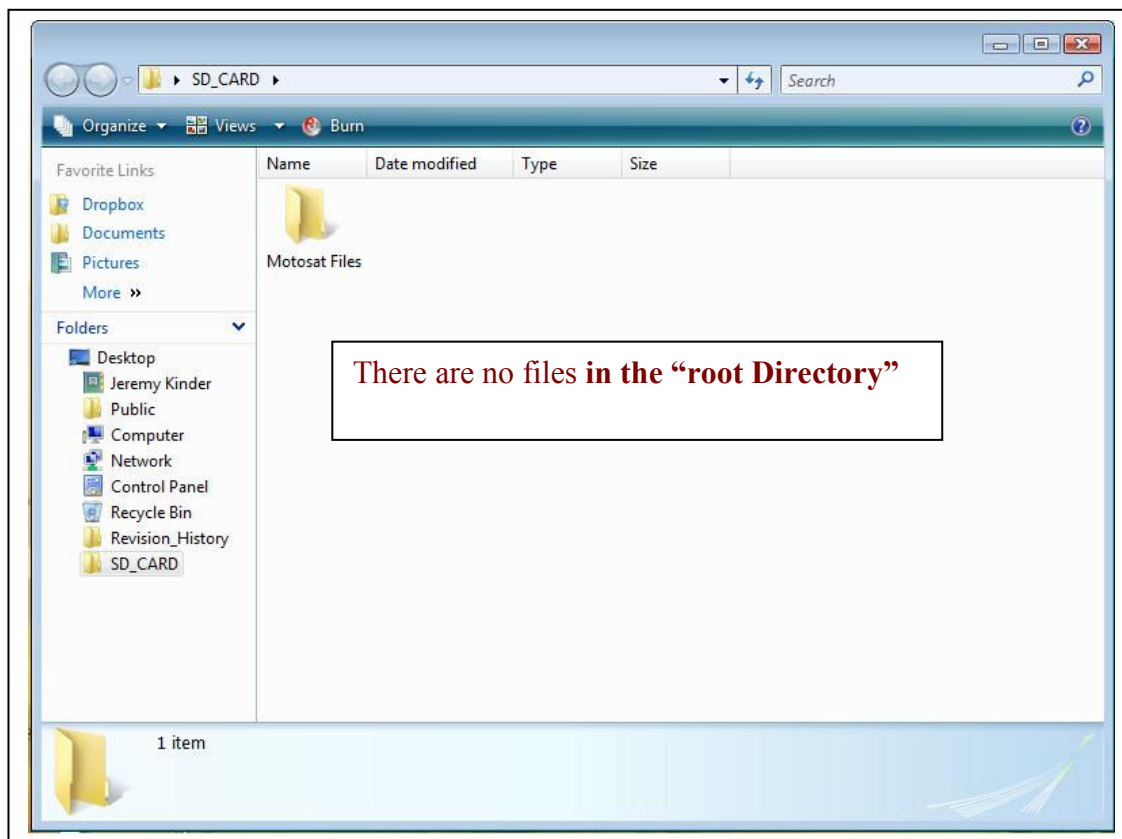 SD_CARD
Search
Organize Views Burn
Favorite Links
Dropbox
Documents
Pictures
More »
Folders
Desktop
Jeremy Kinder
Public
Computer
Network
Control Panel
Recycle Bin
Revision_History
SD_CARD
Name Date modified Type Size
Motosat Files
There are no files in the “root Directory”
1 item